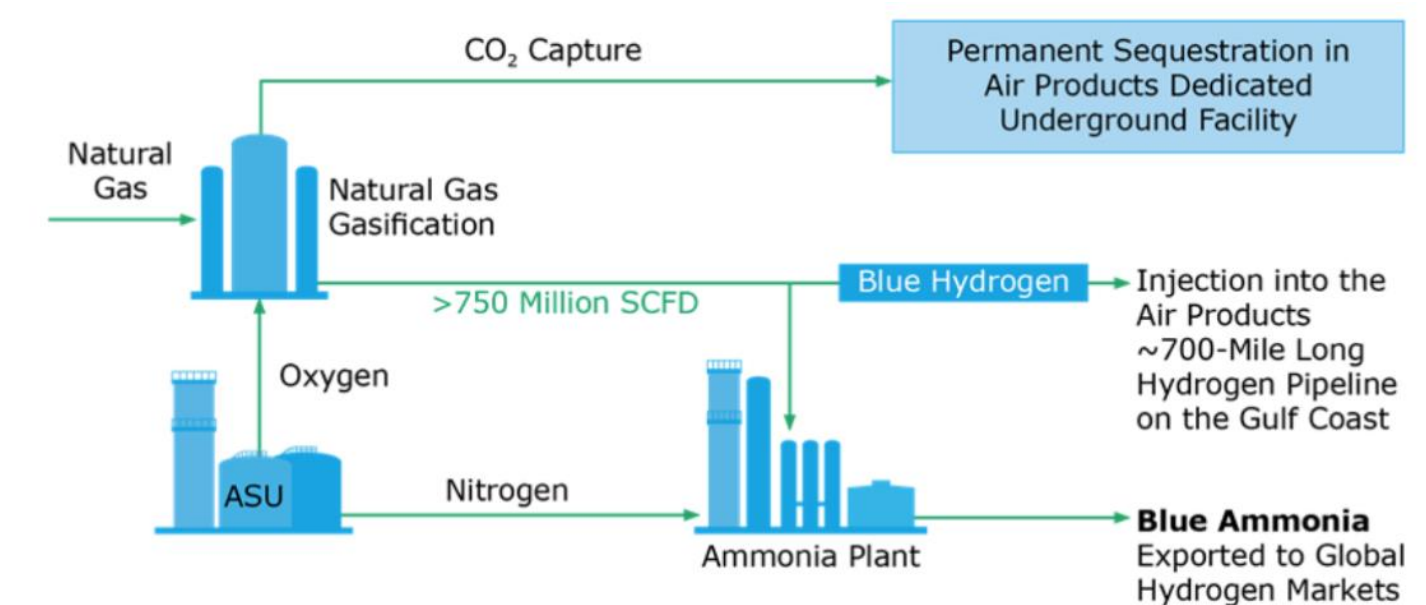 CO₂ Capture
Permanent Sequestration in
Air Products Dedicated
Underground Facility
Natural
Gas
Natural Gas
Gasification
>750 Million SCFD
Blue Hydrogen
Injection into the
Air Products
~700-Mile Long
Hydrogen Pipeline
on the Gulf Coast
Oxygen
ASU
Nitrogen
Ammonia Plant
Blue Ammonia
Exported to Global
Hydrogen Markets